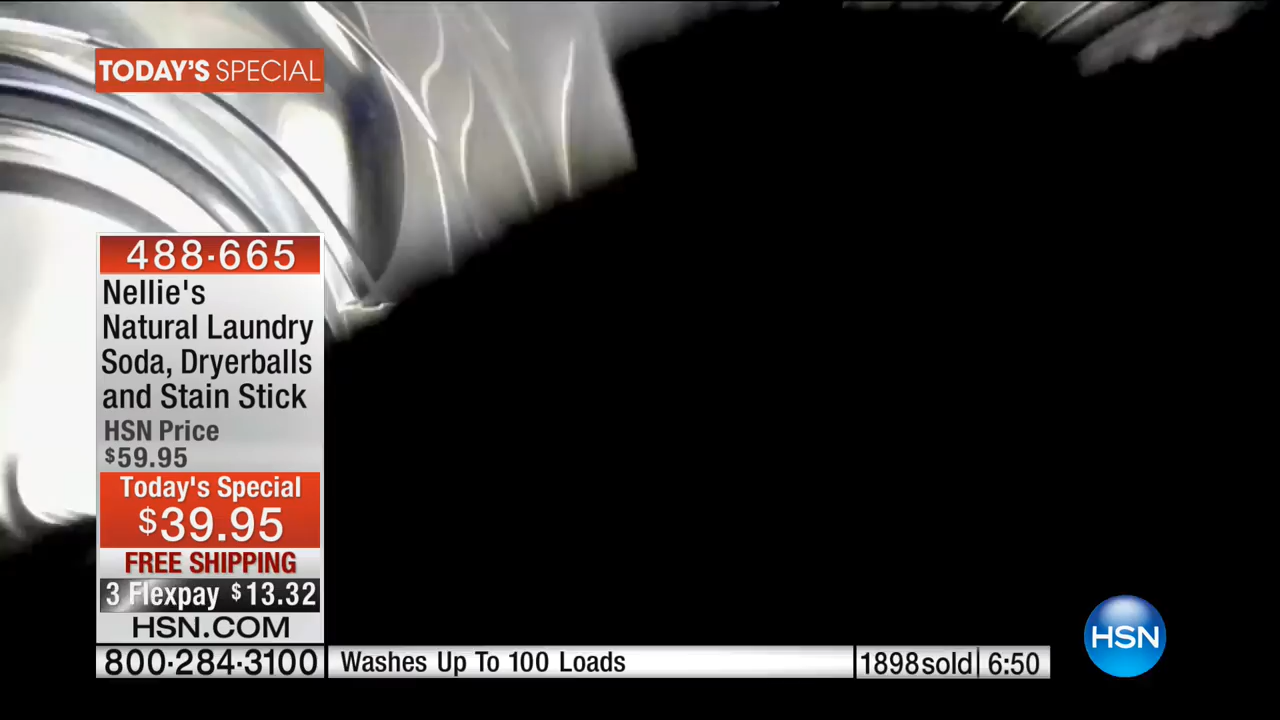 TODAY'S SPECIAL
488·665
Nellie's
Natural Laundry
Soda, Dryerballs
and Stain Stick
HSN Price
$59.95
Today's Special
$39.95
FREE SHIPPING
3 Flexpay $13.32
HSN.COM
800·284·3100
Washes Up To 100 Loads
1898sold
6:50
HSN